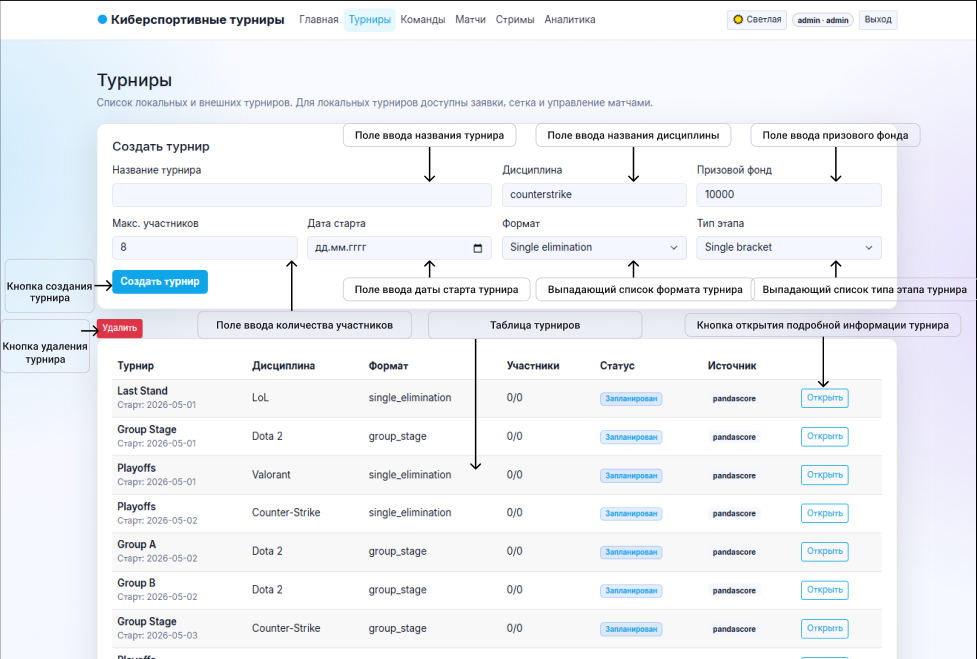 Киберспортивные турниры Главная Турниры Команды Матчи Стримы Аналитика Светлая admin · admin Выход
Турниры
Список локальных и внешних турниров. Для локальных турниров доступны заявки, сетка и управление матчами.
Поле ввода названия турнира Поле ввода названия дисциплины Поле ввода призового фонда
Создать турнир
Название турнира Дисциплина Призовой фонд
counterstrike 10000
Макс. участников Дата старта Формат Тип этапа
8 дд.мм.гггг Single elimination Single bracket
Кнопка создания турнира
Создать турнир
Поле ввода даты старта турнира Выпадающий список формата турнира Выпадающий список типа этапа турнира
Кнопка удаления турнира
Удалить
Поле ввода количества участников Таблица турниров Кнопка открытия подробной информации турнира
Турнир Дисциплина Формат Участники Статус Источник
Last Stand LoL single_elimination 0/0 Запланирован pandascore Открыть
Старт: 2026-05-01
Group Stage Dota 2 group_stage 0/0 Запланирован pandascore Открыть
Старт: 2026-05-01
Playoffs Valorant single_elimination 0/0 Запланирован pandascore Открыть
Старт: 2026-05-01
Playoffs Counter-Strike single_elimination 0/0 Запланирован pandascore Открыть
Старт: 2026-05-02
Group A Dota 2 group_stage 0/0 Запланирован pandascore Открыть
Старт: 2026-05-02
Group B Dota 2 group_stage 0/0 Запланирован pandascore Открыть
Старт: 2026-05-02
Group Stage Counter-Strike group_stage 0/0 Запланирован pandascore Открыть
Старт: 2026-05-03